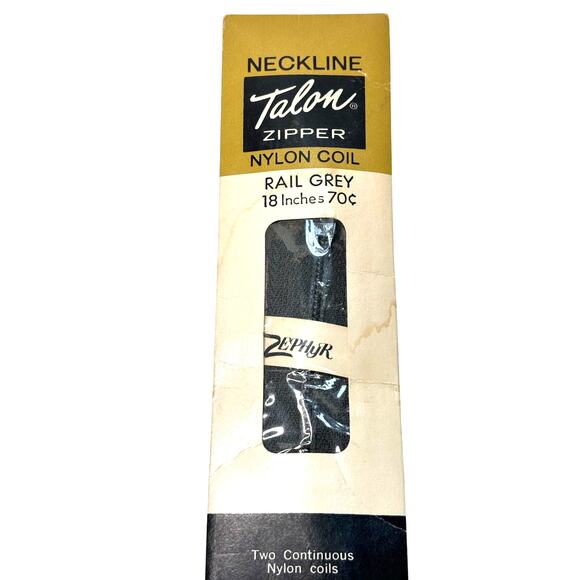 NECKLINE
Talon®
ZIPPER
NYLON COIL
RAIL GREY
18 Inches 70¢
ZEPHYR
Two Continuous
Nylon coils